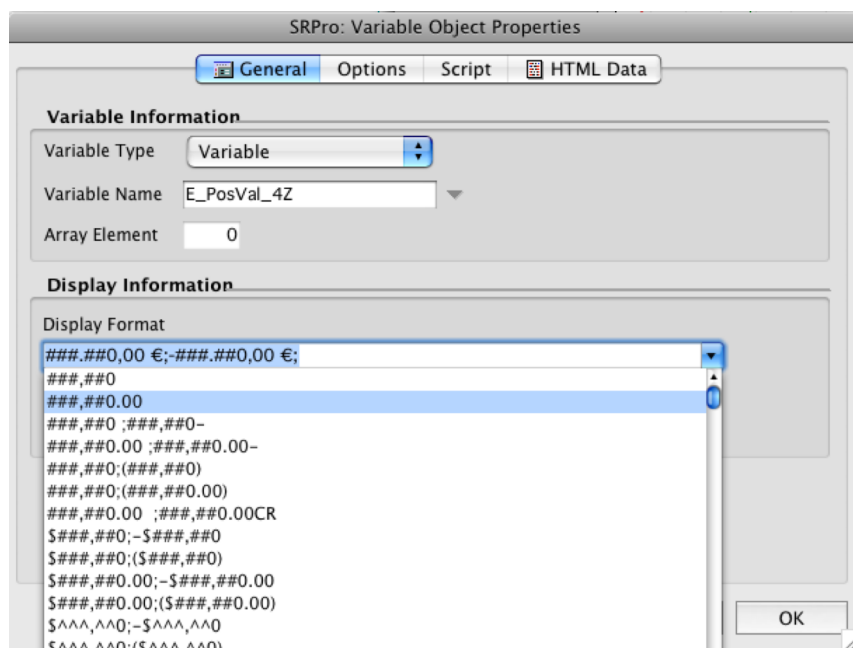 SRPro: Variable Object Properties
General Options Script HTML Data
Variable Information
Variable Type Variable
Variable Name E_PosVal_4Z
Array Element 0
Display Information
Display Format
###.##0,00 €;-###.##0,00 €;
###,##0
###,##0.00
###,##0 ;###,##0-
###,##0.00 ;###,##0.00-
###,##0;(###,##0)
###,##0;(###,##0.00)
###,##0.00  ;###,##0.00CR
$###,##0;-$###,##0
$###,##0;($###,##0)
$###,##0.00;-$###,##0.00
$###,##0.00;($###,##0.00)
$^^^,^^0;-$^^^,^^0
$^^^,^^0;($^^^,^^0)
OK